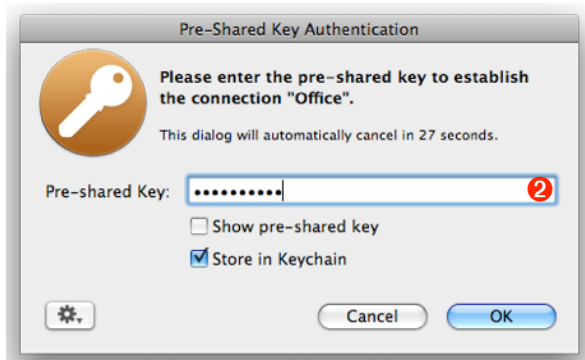 Pre-Shared Key Authentication
Please enter the pre-shared key to establish
the connection "Office".
This dialog will automatically cancel in 27 seconds.
Pre-shared Key: •••••••••• 2
Show pre-shared key
Store in Keychain
Cancel OK